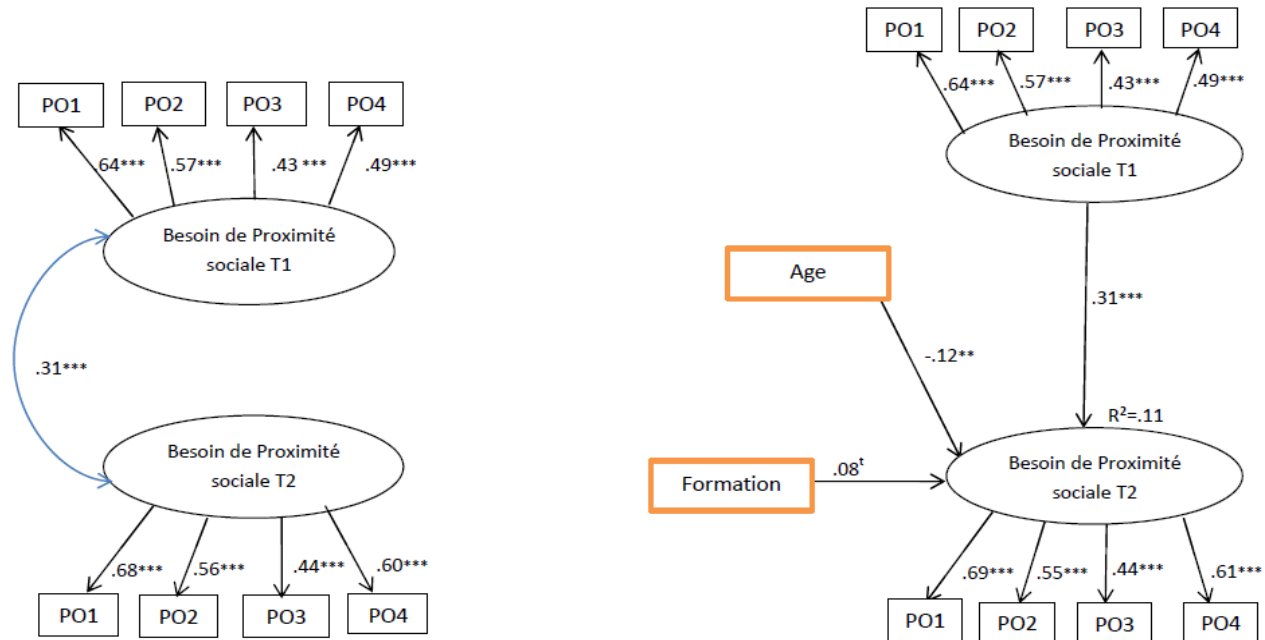 PO1 PO2 PO3 PO4
.64*** .57*** .43 *** .49***
Besoin de Proximité
sociale T1
.31***
Besoin de Proximité
sociale T2
.68*** .56*** .44*** .60***
PO1 PO2 PO3 PO4
PO1 PO2 PO3 PO4
.64*** .57*** .43*** .49***
Besoin de Proximité
sociale T1
Age
.31***
-.12**
R²=.11
Formation
.08ᵗ
Besoin de Proximité
sociale T2
.69*** .55*** .44*** .61***
PO1 PO2 PO3 PO4